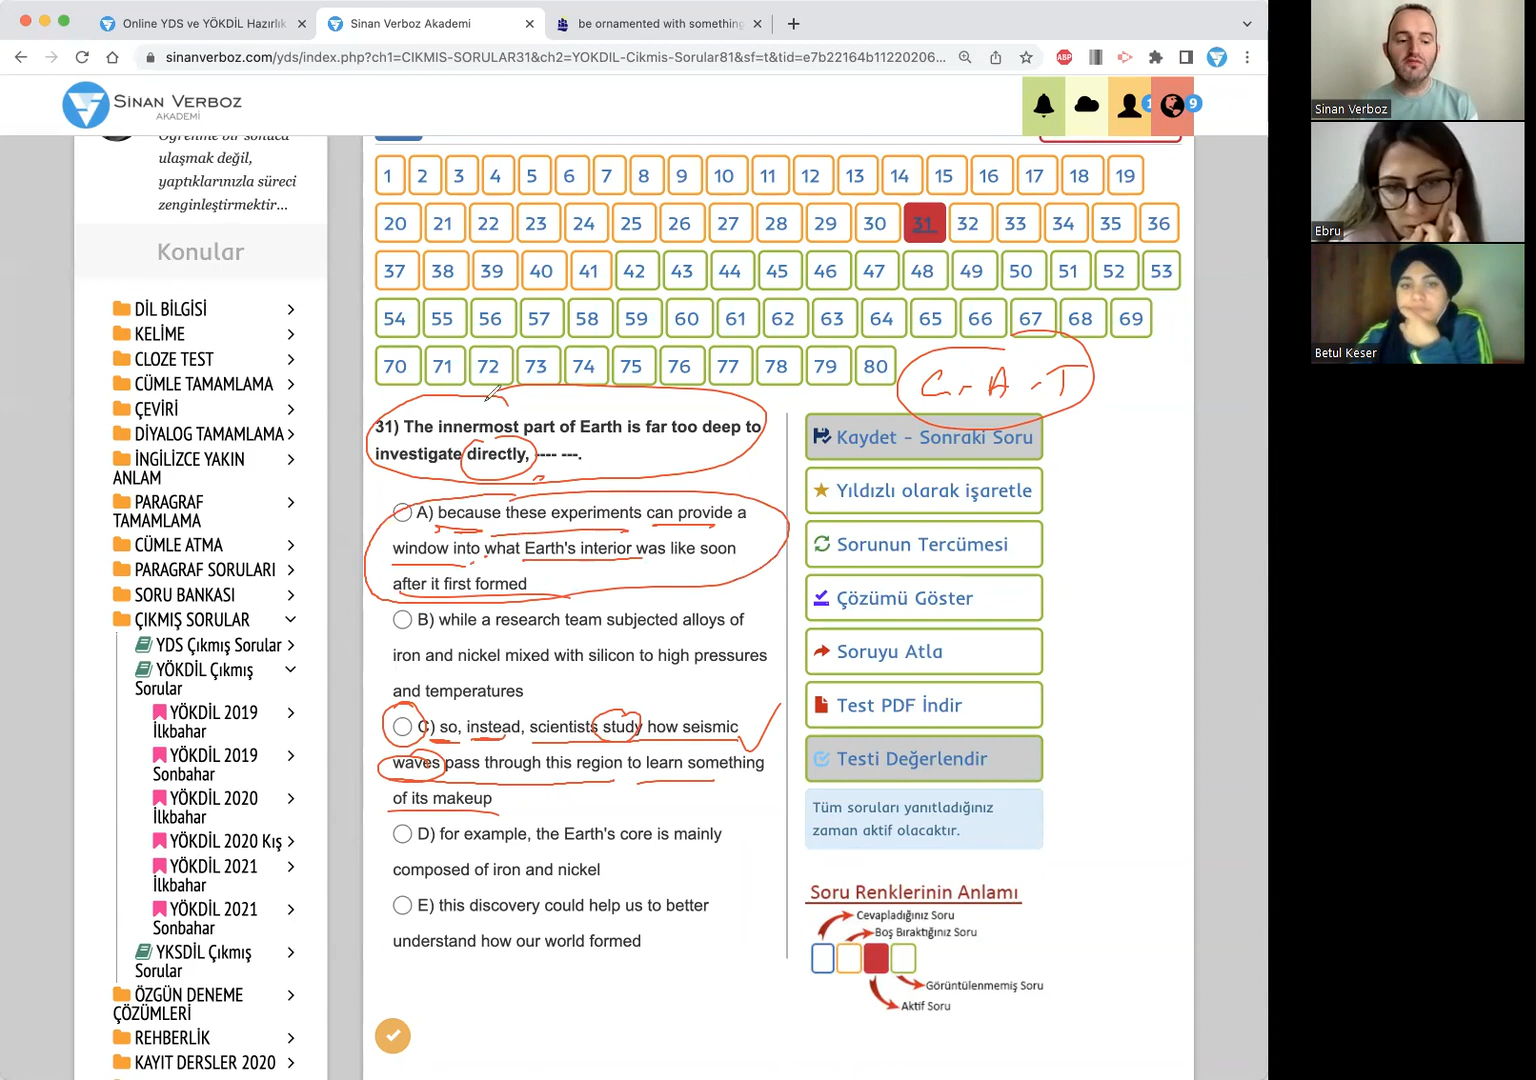 Online YDS ve YÖKDİL Hazırlık
Sinan Verboz Akademi
be ornamented with something
sinanverboz.com/yds/index.php?ch1=CIKMIS-SORULAR31&ch2=YOKDIL-Cikmis-Sorular81&sf=t&tid=e7b22164b11220206...
ABP
SİNAN VERBOZ
AKADEMİ
1
9
Öğrenme bir sonuca
ulaşmak değil,
yaptıklarınızla süreci
zenginleştirmektir...
Konular
DİL BİLGİSİ
KELİME
CLOZE TEST
CÜMLE TAMAMLAMA
ÇEVİRİ
DİYALOG TAMAMLAMA
İNGİLİZCE YAKIN
ANLAM
PARAGRAF
TAMAMLAMA
CÜMLE ATMA
PARAGRAF SORULARI
SORU BANKASI
ÇIKMIŞ SORULAR
YDS Çıkmış Sorular
YÖKDİL Çıkmış
Sorular
YÖKDİL 2019
İlkbahar
YÖKDİL 2019
Sonbahar
YÖKDİL 2020
İlkbahar
YÖKDİL 2020 Kış
YÖKDİL 2021
İlkbahar
YÖKDİL 2021
Sonbahar
YKSDİL Çıkmış
Sorular
ÖZGÜN DENEME
ÇÖZÜMLERİ
REHBERLİK
KAYIT DERSLER 2020
1 2 3 4 5 6 7 8 9 10 11 12 13 14 15 16 17 18 19
20 21 22 23 24 25 26 27 28 29 30 31 32 33 34 35 36
37 38 39 40 41 42 43 44 45 46 47 48 49 50 51 52 53
54 55 56 57 58 59 60 61 62 63 64 65 66 67 68 69
70 71 72 73 74 75 76 77 78 79 80
31) The innermost part of Earth is far too deep to
investigate directly, ---- ---.
A) because these experiments can provide a
window into what Earth's interior was like soon
after it first formed
B) while a research team subjected alloys of
iron and nickel mixed with silicon to high pressures
and temperatures
C) so, instead, scientists study how seismic
waves pass through this region to learn something
of its makeup
D) for example, the Earth's core is mainly
composed of iron and nickel
E) this discovery could help us to better
understand how our world formed
Kaydet - Sonraki Soru
Yıldızlı olarak işaretle
Sorunun Tercümesi
Çözümü Göster
Soruyu Atla
Test PDF İndir
Testi Değerlendir
Tüm soruları yanıtladığınız
zaman aktif olacaktır.
Soru Renklerinin Anlamı
Cevapladığınız Soru
Boş Bıraktığınız Soru
Görüntülenmemiş Soru
Aktif Soru
Sinan Verboz
Ebru
Betul Keser